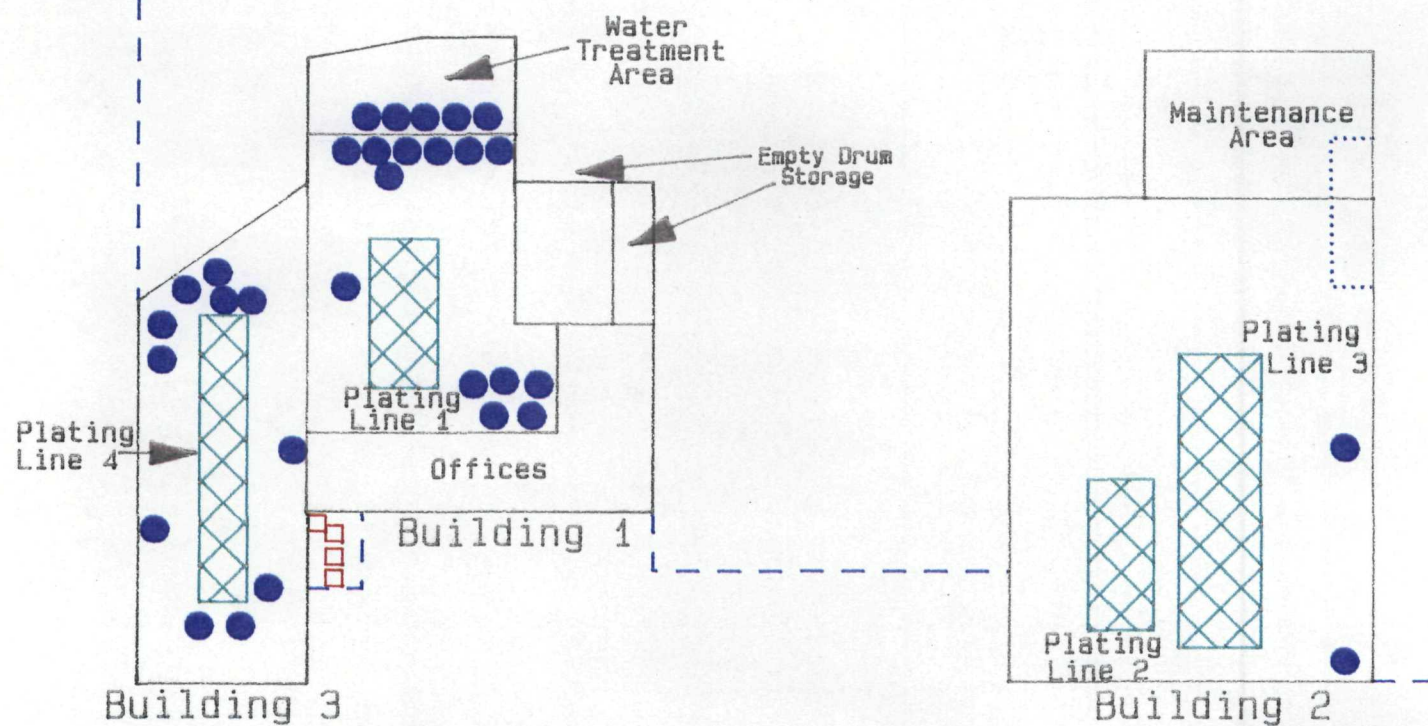 Water
Treatment
Area
Maintenance
Area
Empty Drum
Storage
Plating
Line 3
Plating
Line 1
Plating
Line 4
Offices
Building 1
Plating
Line 2
Building 3
Building 2